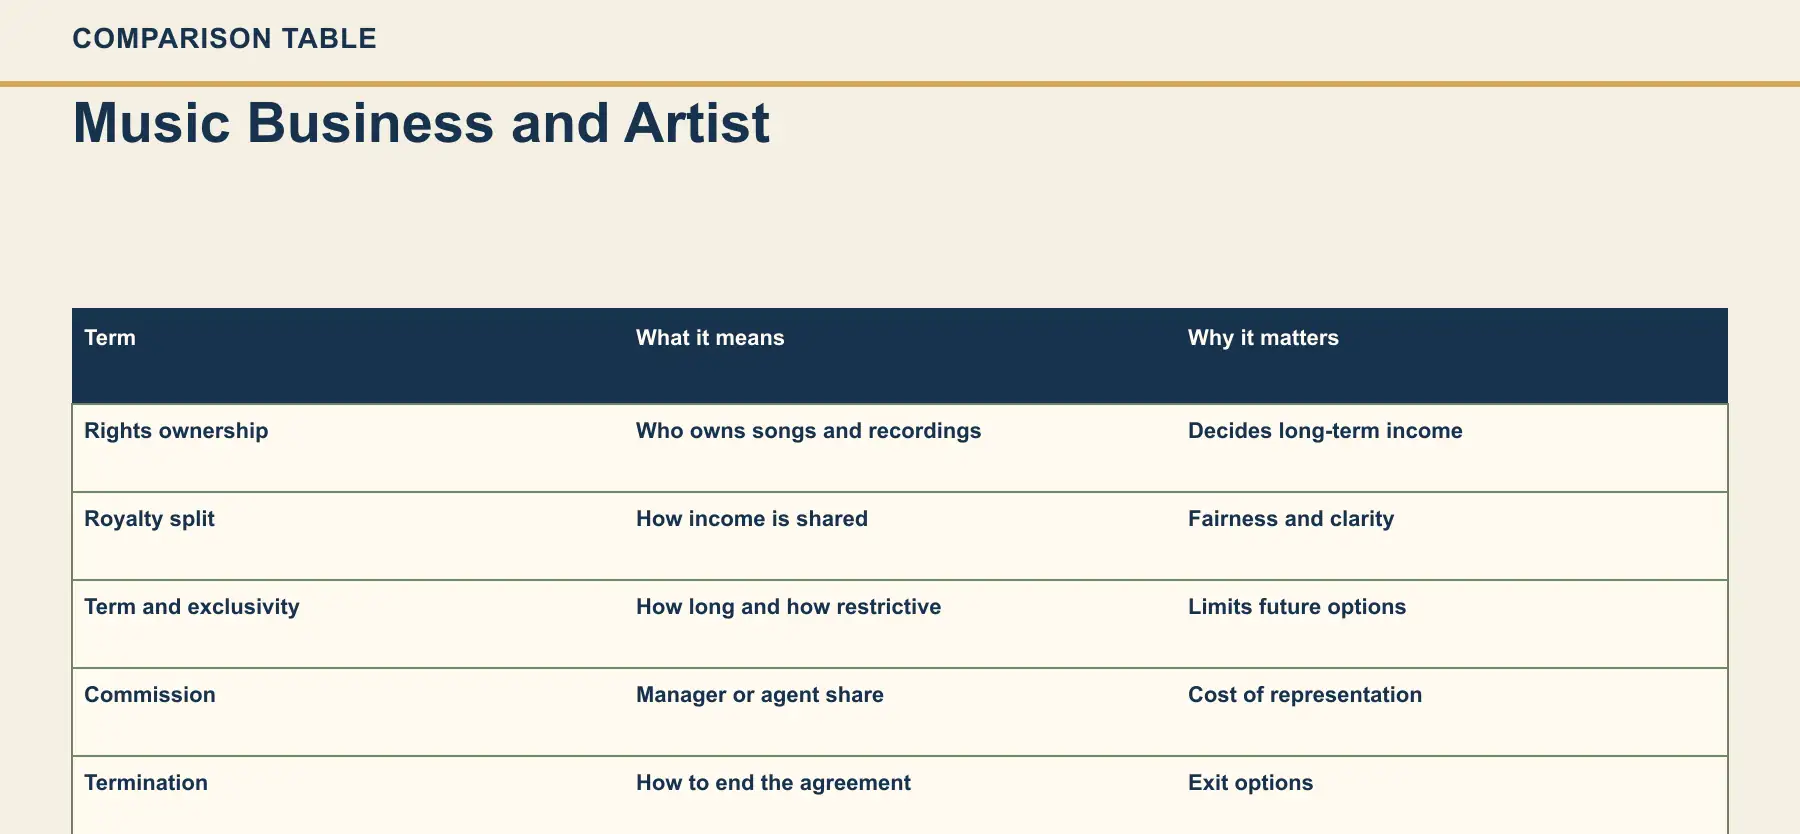 COMPARISON TABLE
Music Business and Artist
Term What it means Why it matters
Rights ownership Who owns songs and recordings Decides long-term income
Royalty split How income is shared Fairness and clarity
Term and exclusivity How long and how restrictive Limits future options
Commission Manager or agent share Cost of representation
Termination How to end the agreement Exit options